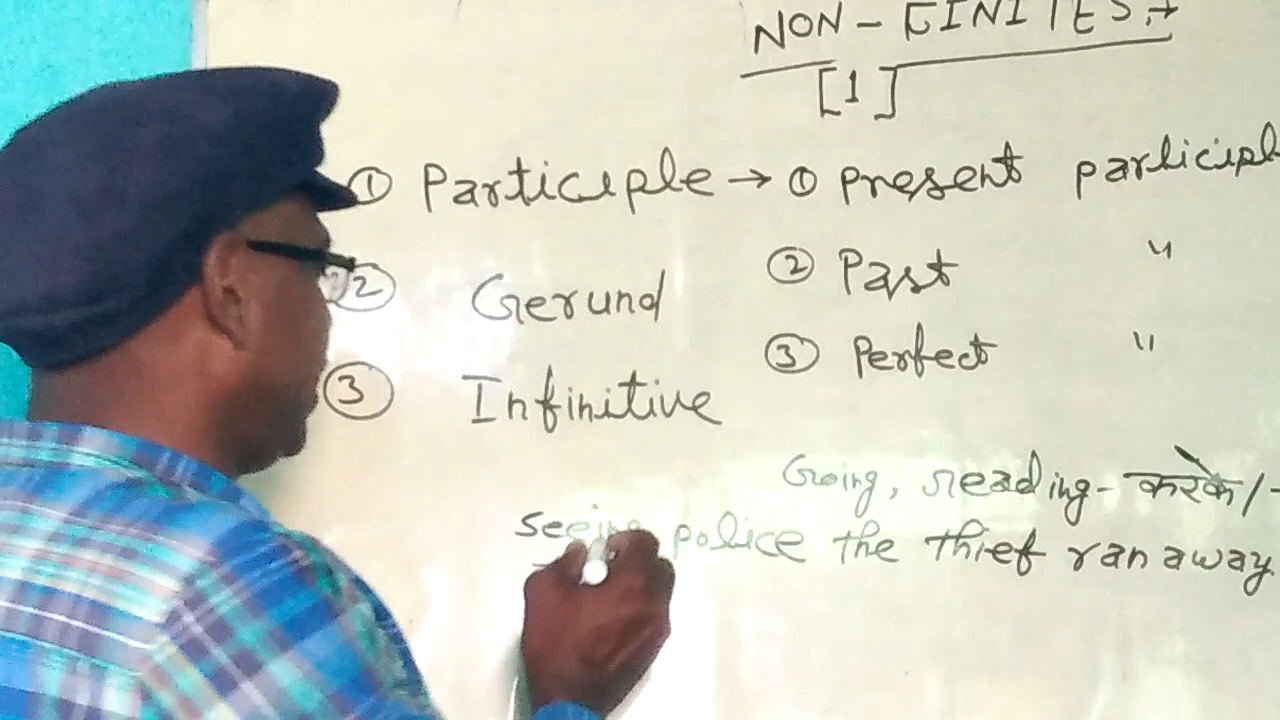 NON - FINITES →
[1]
① Participle → ① Present participl
② Gerund ② Past "
③ Infinitive ③ Perfect "
Going, reading - करके / -
Seeing police the thief ran away.